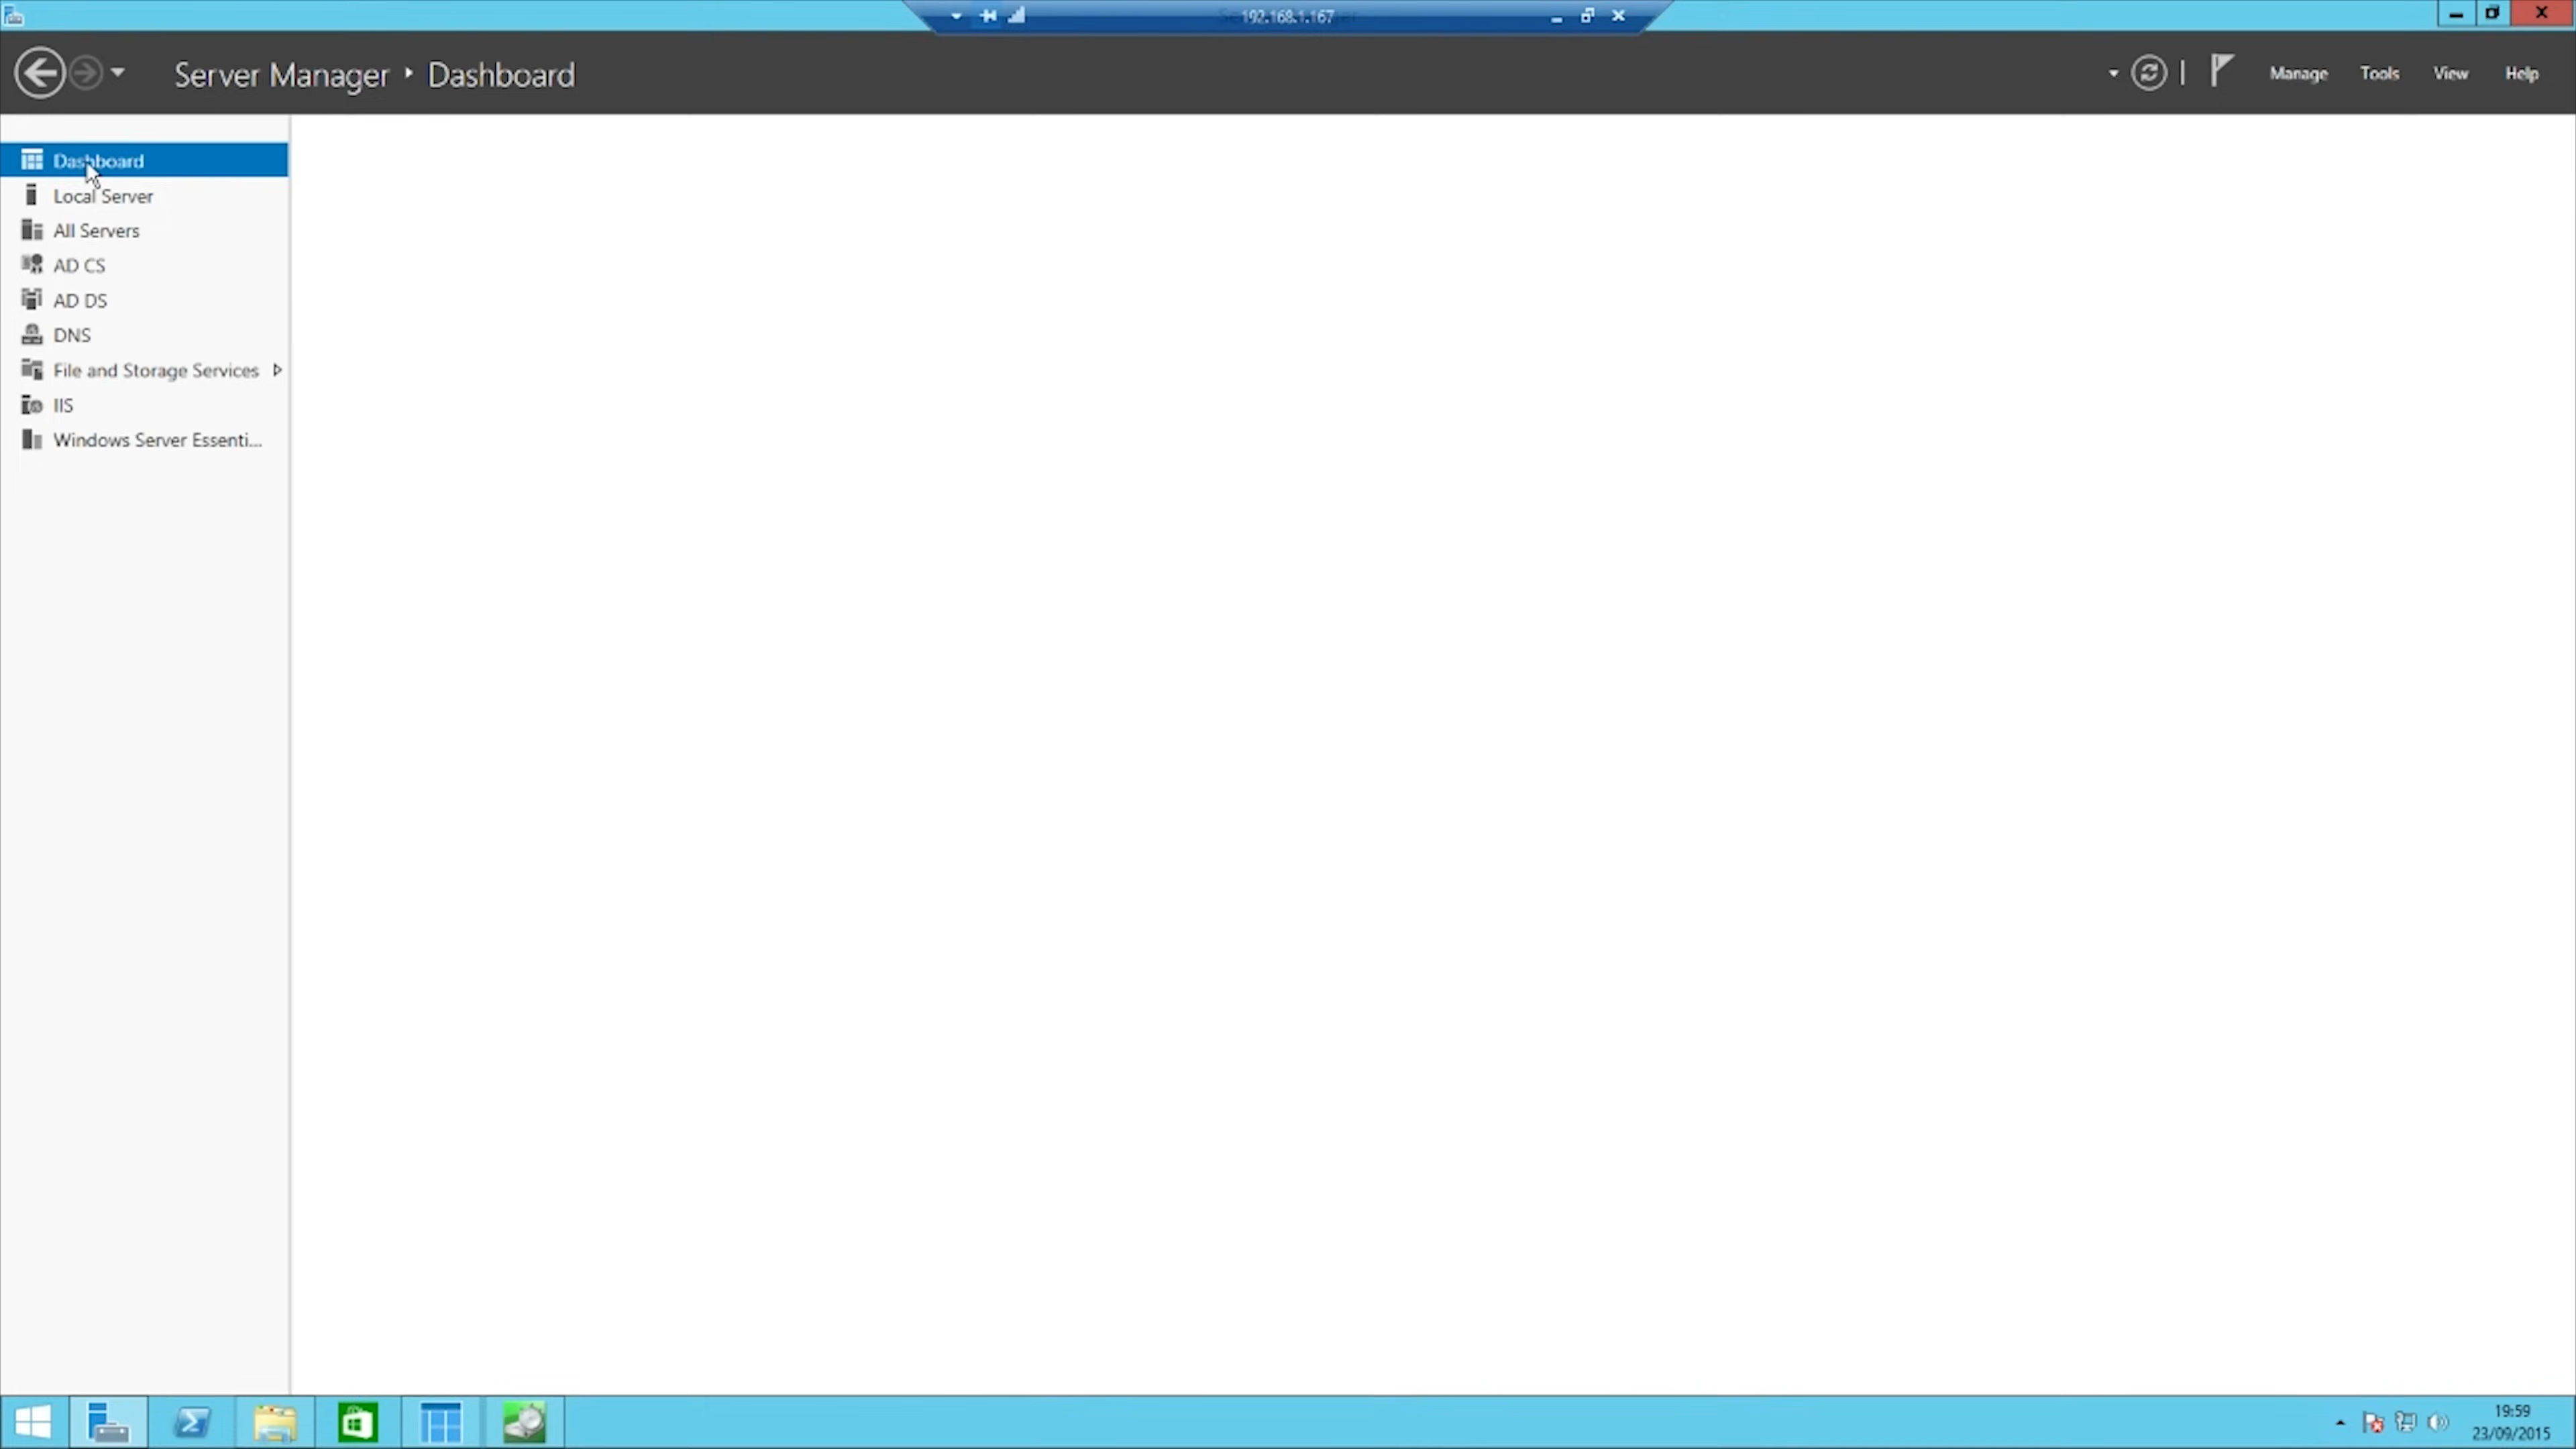 192.168.1.167
Server Manager Dashboard
Manage Tools View Help
Dashboard
Local Server
All Servers
AD CS
AD DS
DNS
File and Storage Services
IIS
Windows Server Essenti...
19:59
23/09/2015